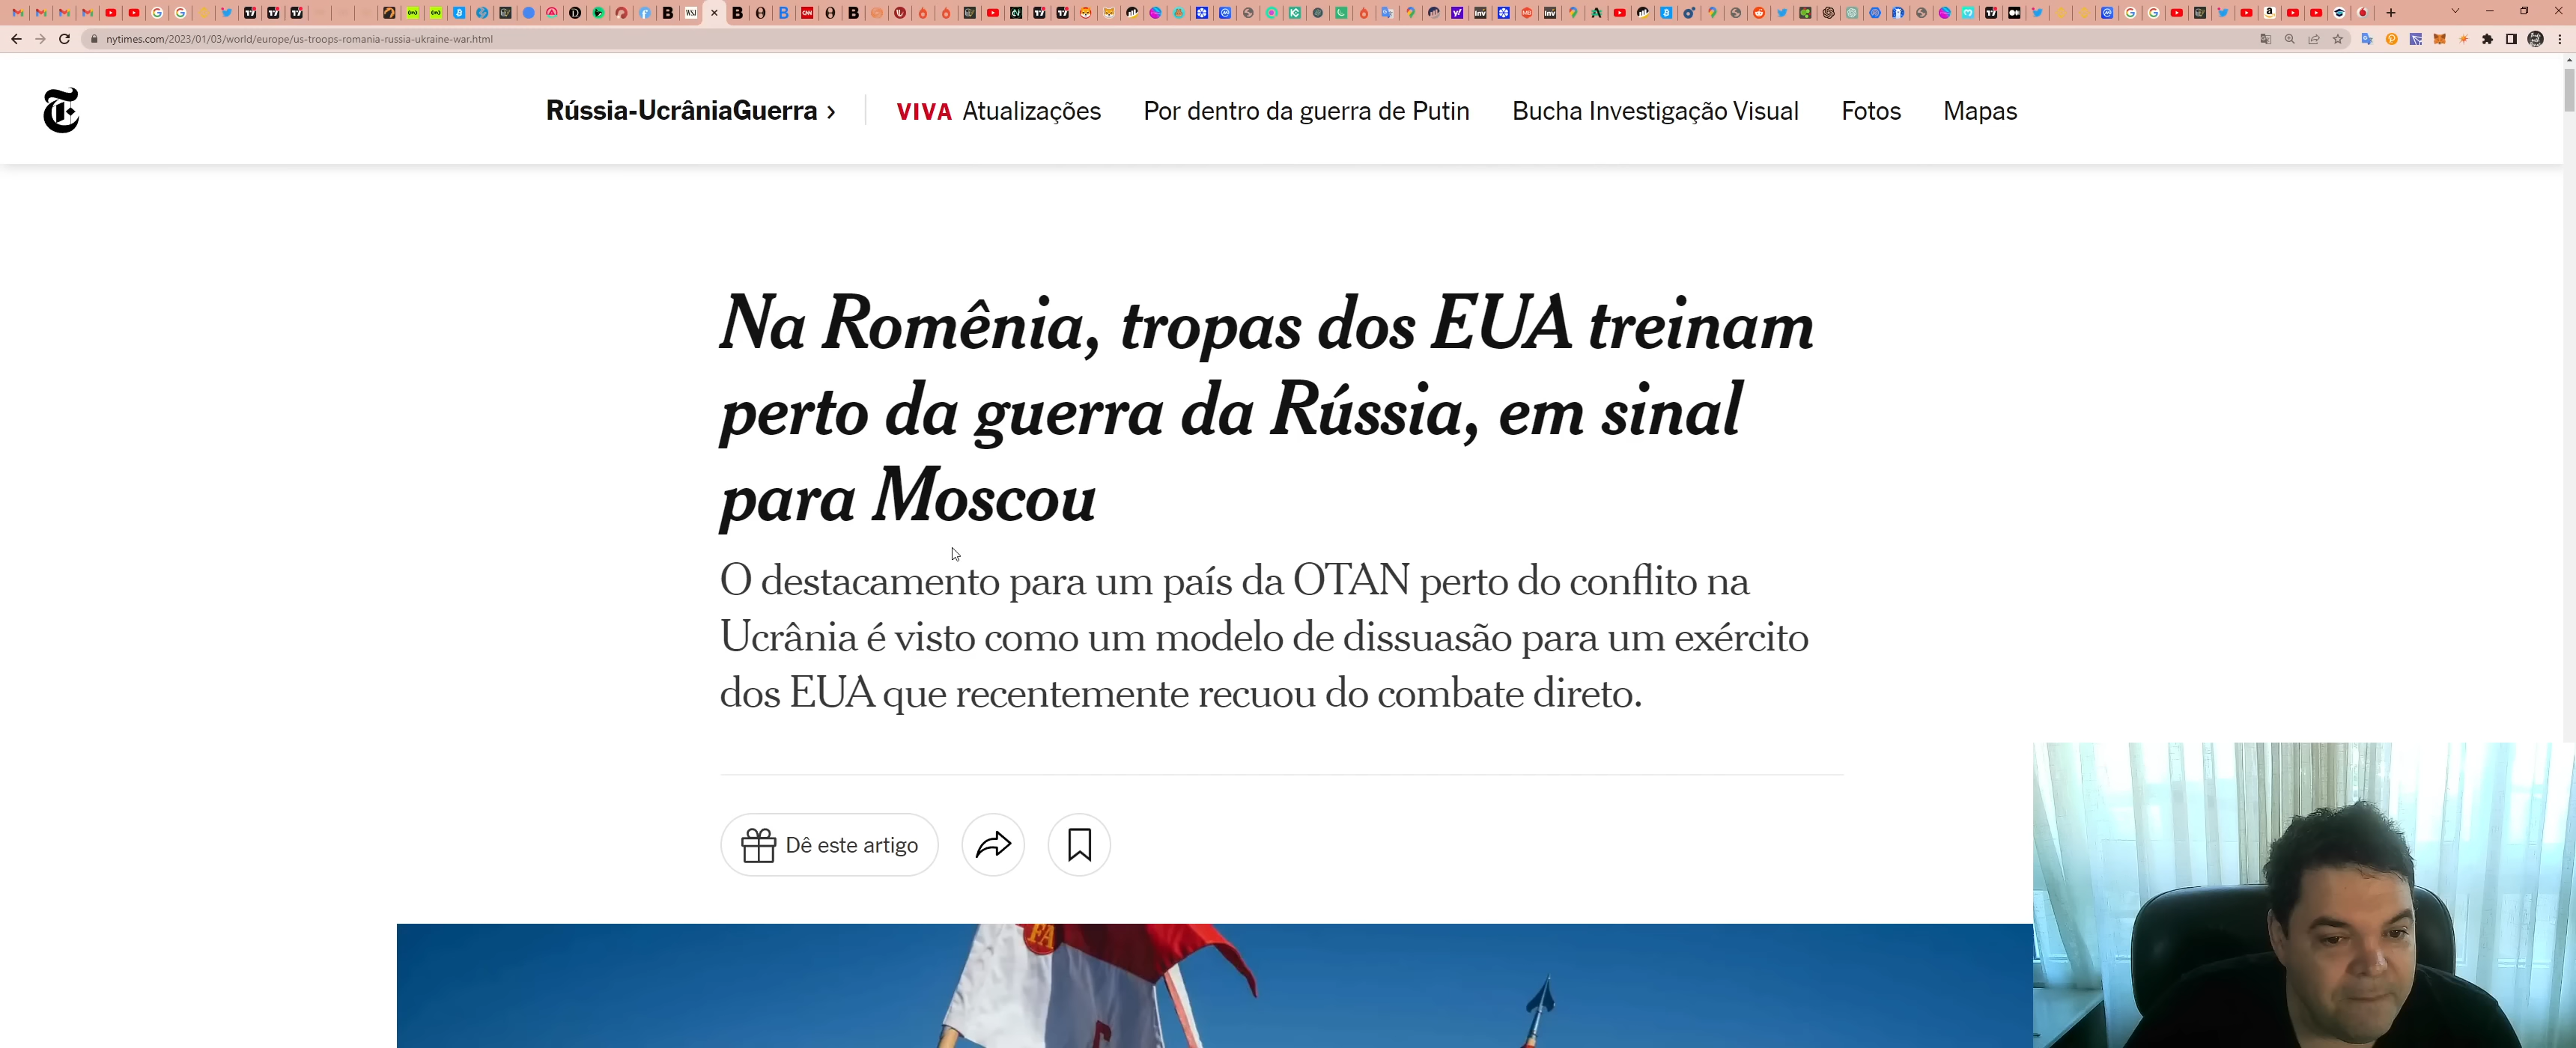 nytimes.com/2023/01/03/world/europe/us-troops-romania-russia-ukraine-war.html
Rússia-UcrâniaGuerra › VIVA Atualizações Por dentro da guerra de Putin Bucha Investigação Visual Fotos Mapas
Na Romênia, tropas dos EUA treinam
perto da guerra da Rússia, em sinal
para Moscou
O destacamento para um país da OTAN perto do conflito na
Ucrânia é visto como um modelo de dissuasão para um exército
dos EUA que recentemente recuou do combate direto.
Dê este artigo
FA